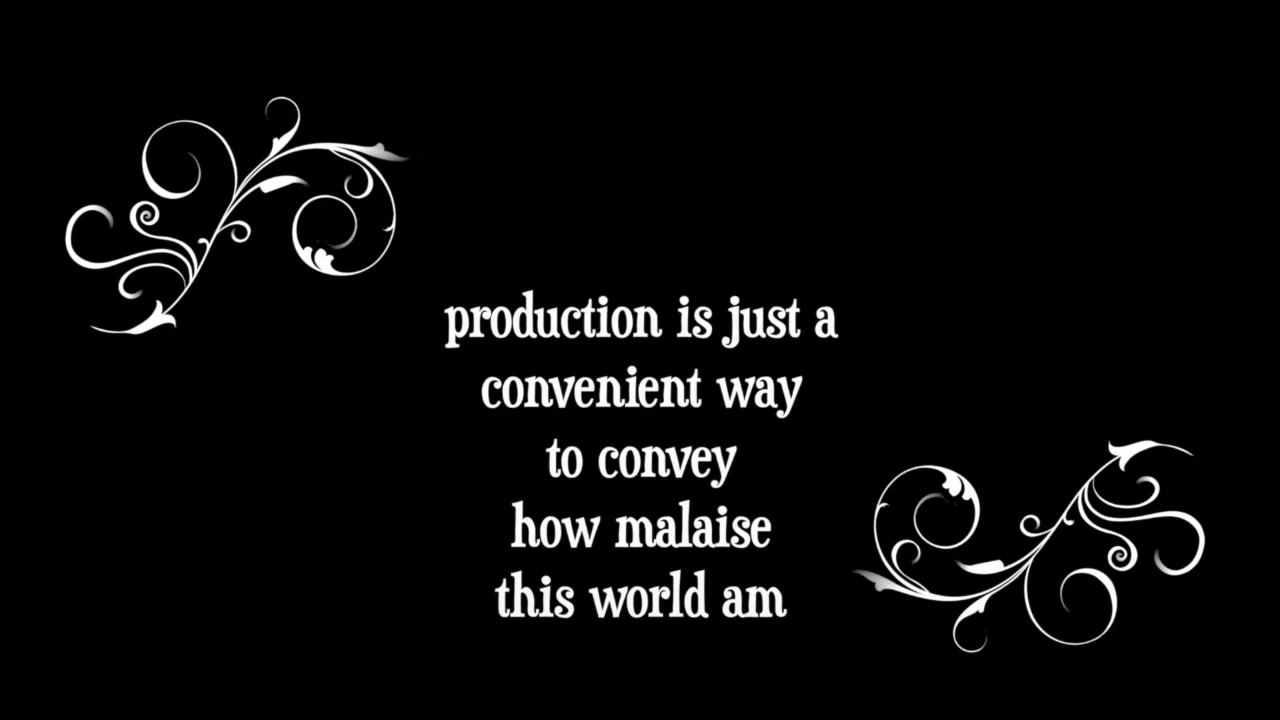 production is just a
convenient way
to convey
how malaise
this world am